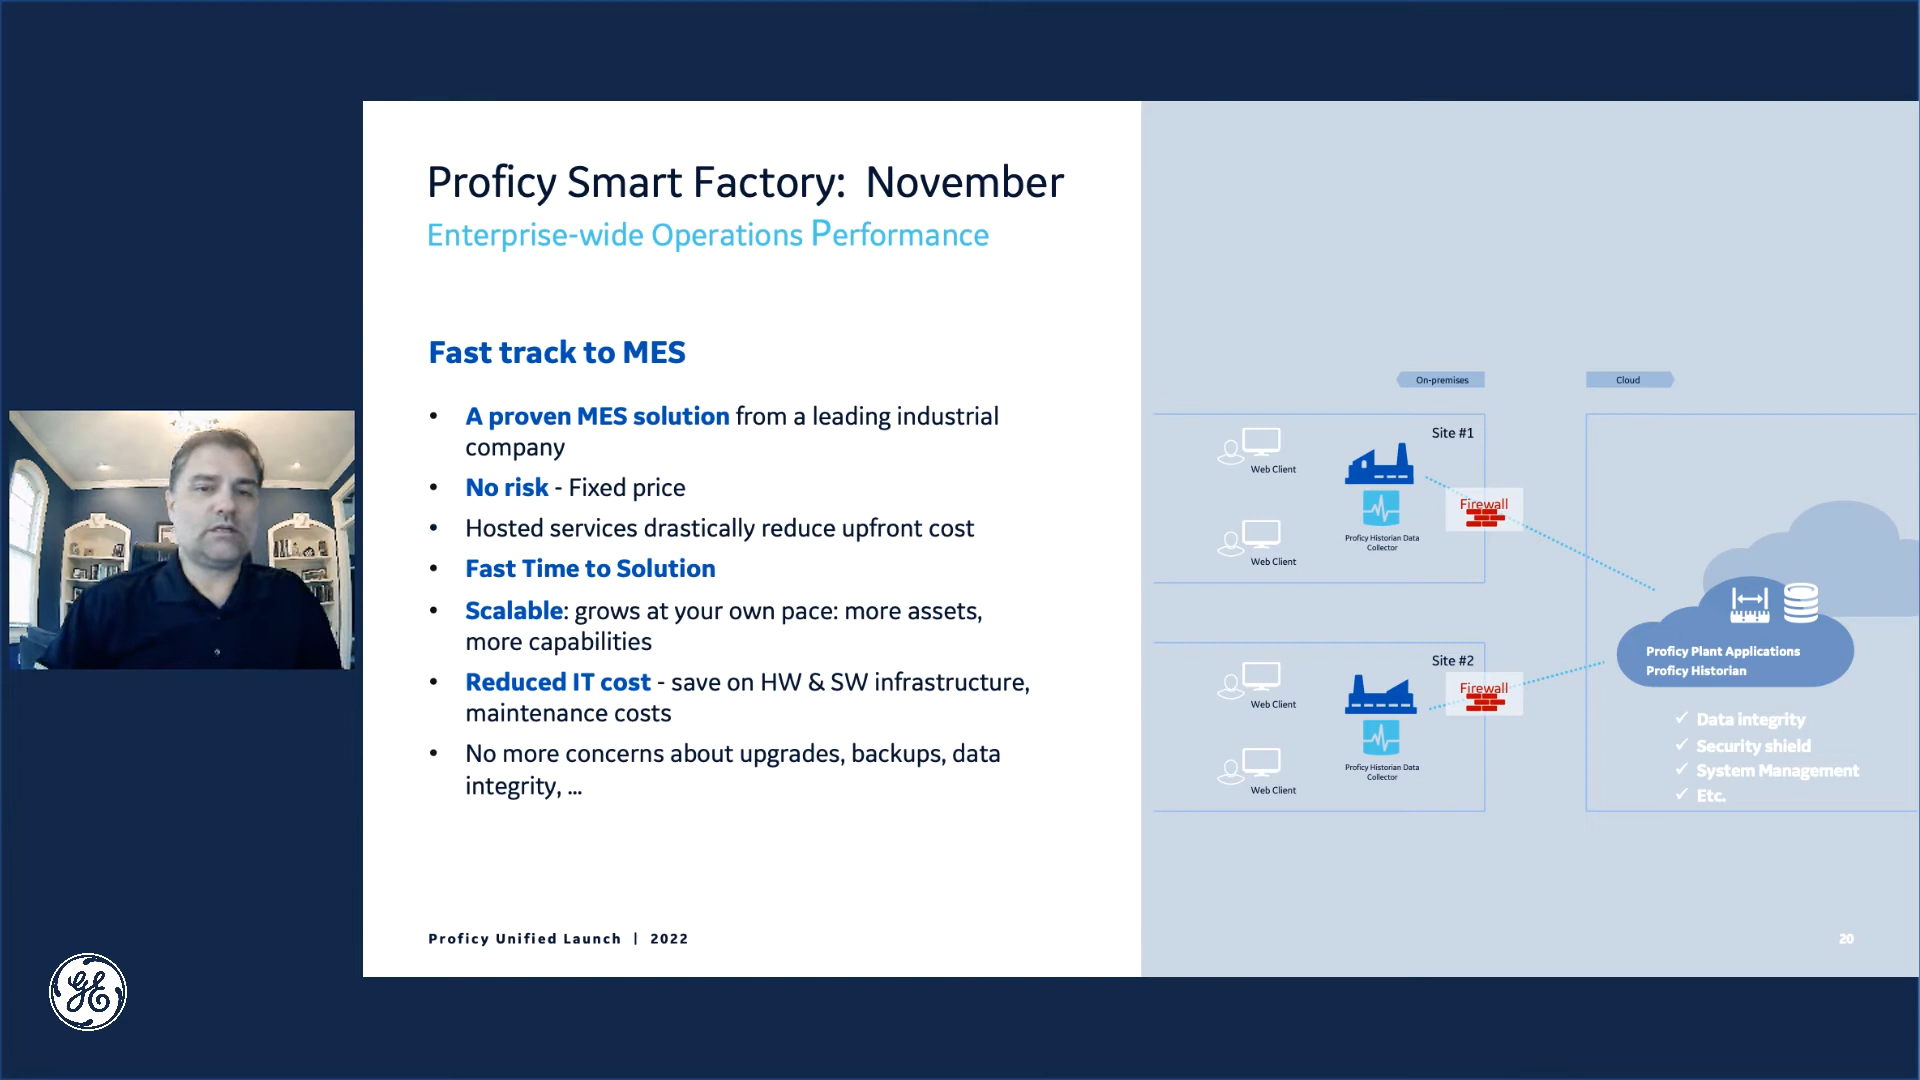 Proficy Smart Factory:  November
Enterprise-wide Operations Performance
Fast track to MES
• A proven MES solution from a leading industrial
company
• No risk - Fixed price
• Hosted services drastically reduce upfront cost
• Fast Time to Solution
• Scalable: grows at your own pace: more assets,
more capabilities
• Reduced IT cost - save on HW & SW infrastructure,
maintenance costs
• No more concerns about upgrades, backups, data
integrity, ...
Proficy Unified Launch | 2022
On-premises
Cloud
Site #1
Web Client
Firewall
Proficy Historian Data
Collector
Web Client
Site #2
Web Client
Firewall
Proficy Historian Data
Collector
Web Client
Proficy Plant Applications
Proficy Historian
✓ Data integrity
✓ Security shield
✓ System Management
✓ Etc.
20
GE